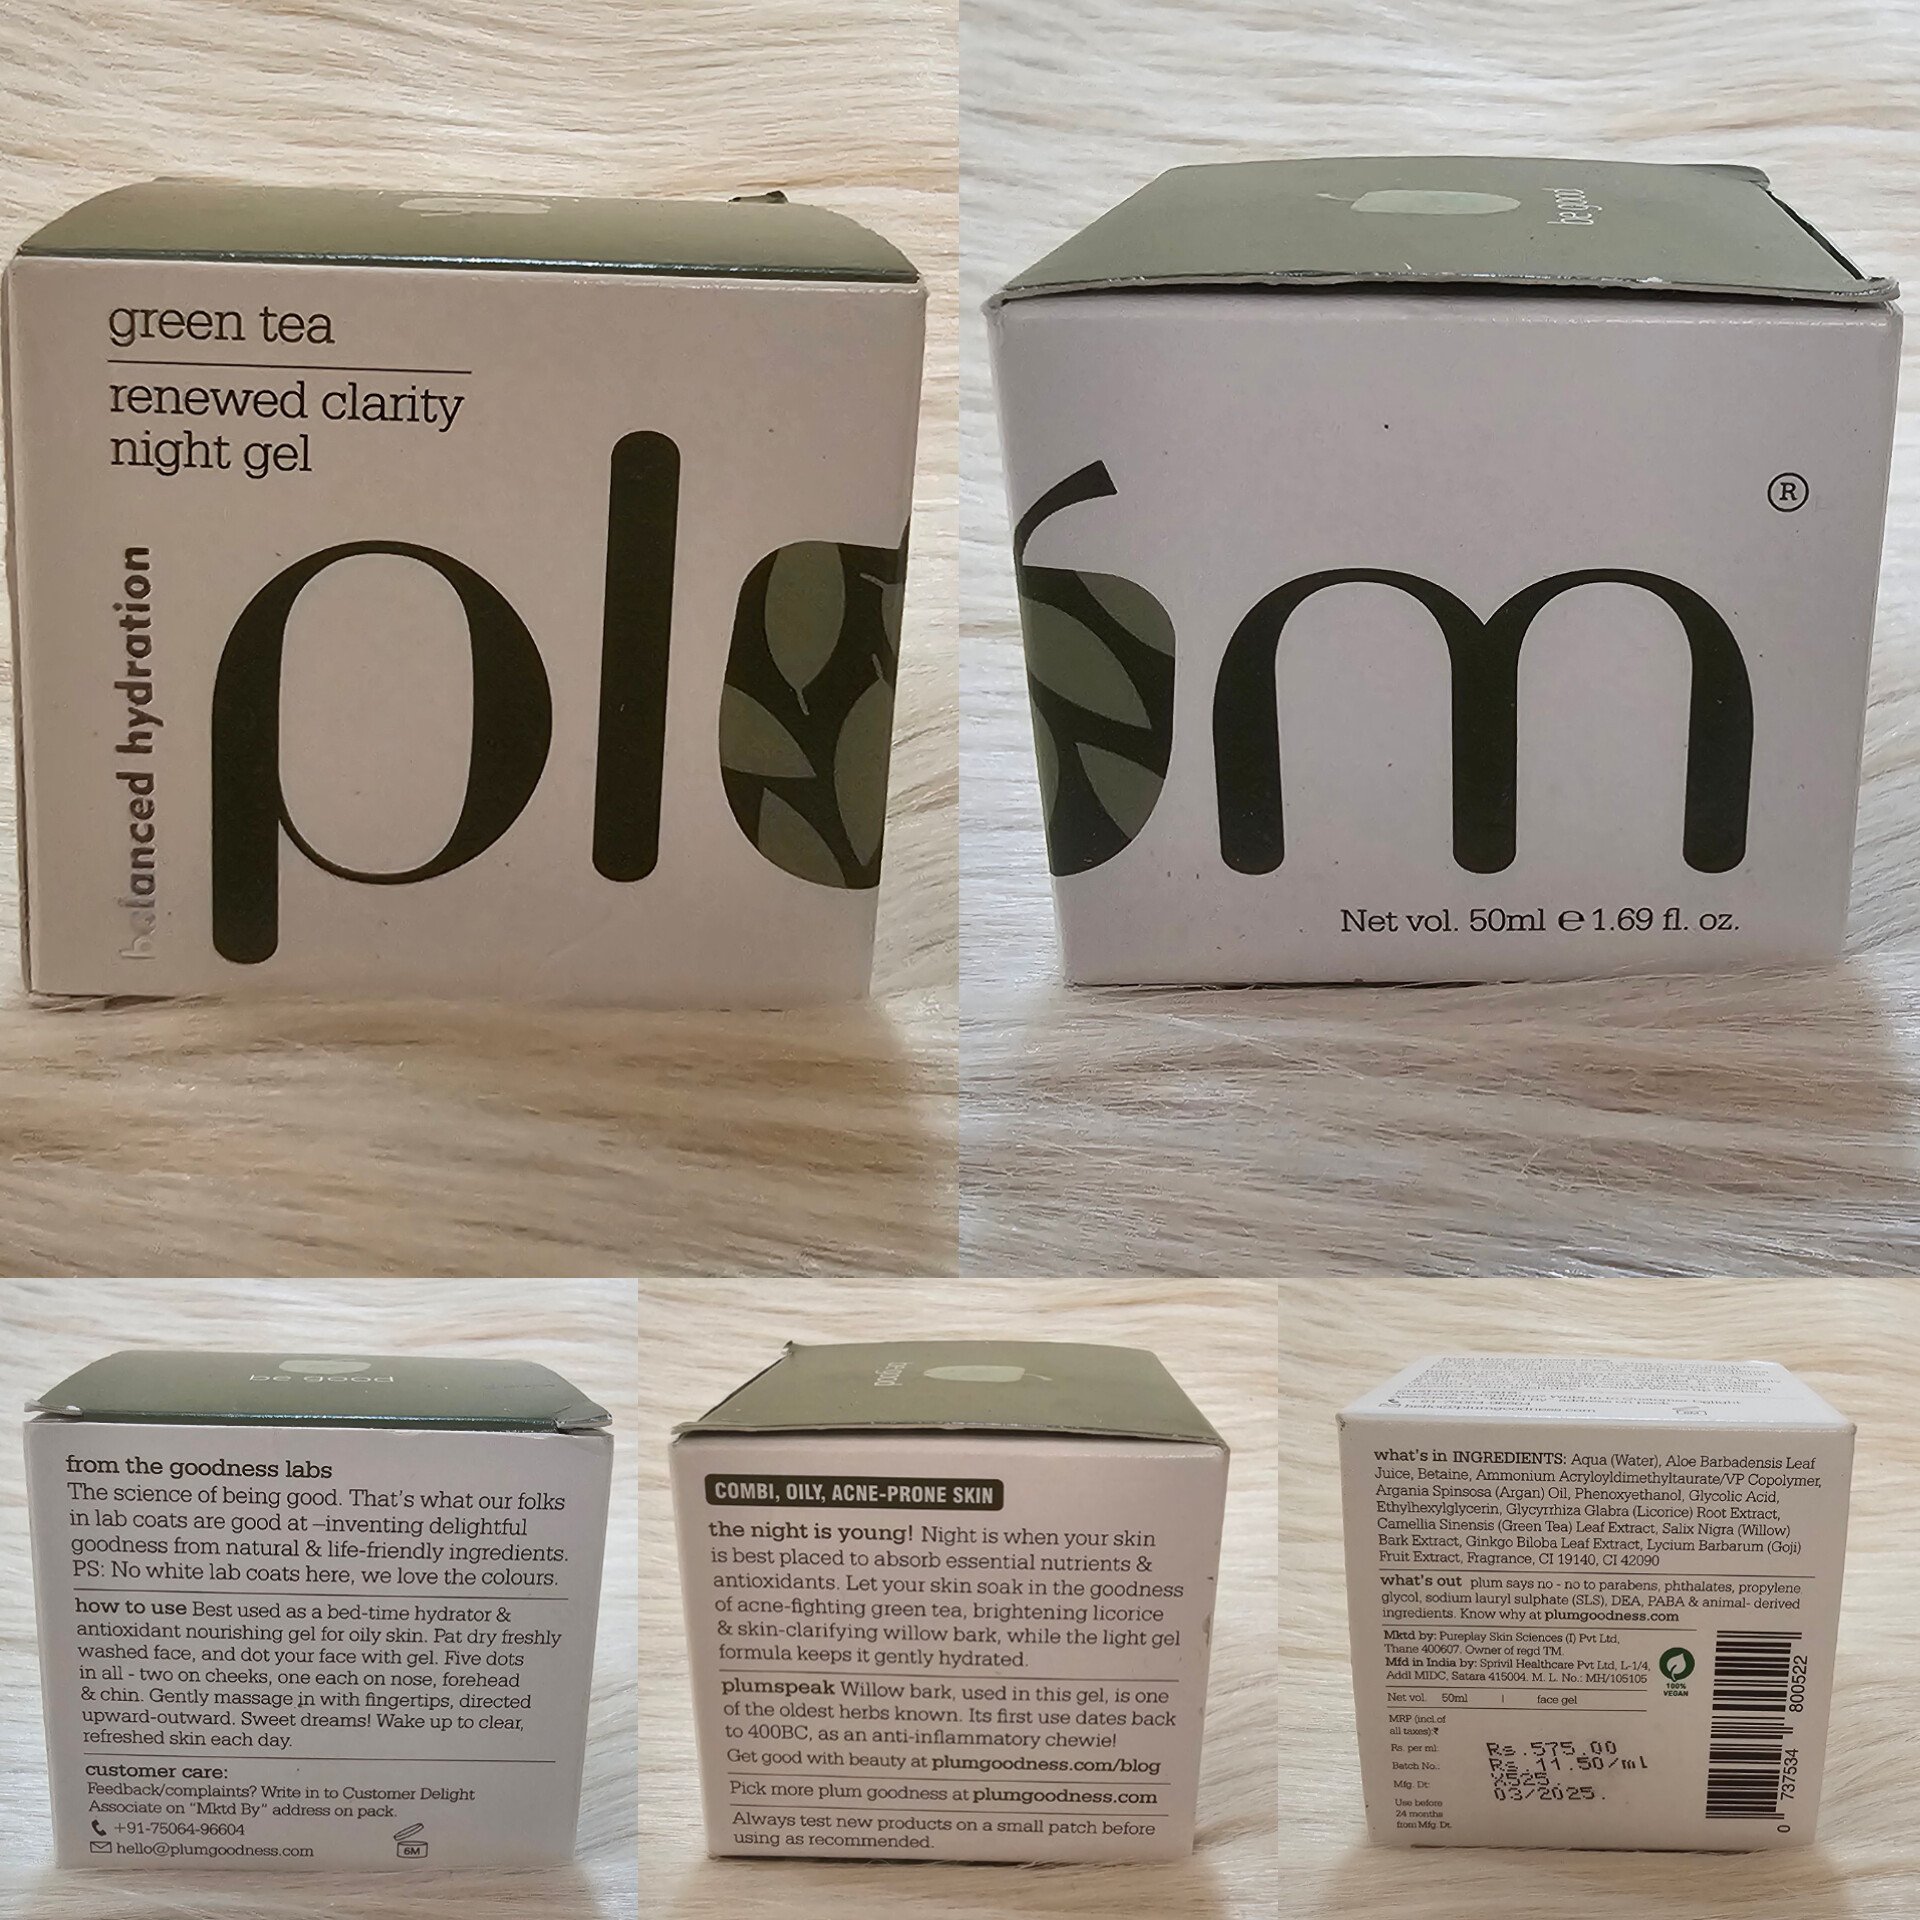 green tea
renewed clarity
night gel
balanced hydration
pl
be good
m
®
Net vol. 50ml ℮ 1.69 fl. oz.
be good
from the goodness labs
The science of being good. That's what our folks
in lab coats are good at –inventing delightful
goodness from natural & life-friendly ingredients.
PS: No white lab coats here, we love the colours.
how to use Best used as a bed-time hydrator &
antioxidant nourishing gel for oily skin. Pat dry freshly
washed face, and dot your face with gel. Five dots
in all - two on cheeks, one each on nose, forehead
& chin. Gently massage in with fingertips, directed
upward-outward. Sweet dreams! Wake up to clear,
refreshed skin each day.
customer care:
Feedback/complaints? Write in to Customer Delight
Associate on "Mktd By" address on pack.
+91-75064-96604
hello@plumgoodness.com
6M
be good
COMBI, OILY, ACNE-PRONE SKIN
the night is young! Night is when your skin
is best placed to absorb essential nutrients &
antioxidants. Let your skin soak in the goodness
of acne-fighting green tea, brightening licorice
& skin-clarifying willow bark, while the light gel
formula keeps it gently hydrated.
plumspeak Willow bark, used in this gel, is one
of the oldest herbs known. Its first use dates back
to 400BC, as an anti-inflammatory chewie!
Get good with beauty at plumgoodness.com/blog
Pick more plum goodness at plumgoodness.com
Always test new products on a small patch before
using as recommended.
what's in INGREDIENTS: Aqua (Water), Aloe Barbadensis Leaf
Juice, Betaine, Ammonium Acryloyldimethyltaurate/VP Copolymer,
Argania Spinsosa (Argan) Oil, Phenoxyethanol, Glycolic Acid,
Ethylhexylglycerin, Glycyrrhiza Glabra (Licorice) Root Extract,
Camellia Sinensis (Green Tea) Leaf Extract, Salix Nigra (Willow)
Bark Extract, Ginkgo Biloba Leaf Extract, Lycium Barbarum (Goji)
Fruit Extract, Fragrance, CI 19140, CI 42090
what's out plum says no - no to parabens, phthalates, propylene
glycol, sodium lauryl sulphate (SLS), DEA, PABA & animal- derived
ingredients. Know why at plumgoodness.com
Mktd by: Pureplay Skin Sciences (I) Pvt Ltd,
Thane 400607. Owner of regd TM.
Mfd in India by: Sprivil Healthcare Pvt Ltd, L-1/4,
Addl MIDC, Satara 415004. M. L. No.: MH/105105
100%
VEGAN
Net vol. 50ml | face gel
MRP (incl.of
all taxes):₹
Rs. per ml:
Batch No.:
Mfg. Dt:
Use before
24 months
from Mfg. Dt.
Rs.575.00
11.50/ml
03/2025.
0 737534 800522